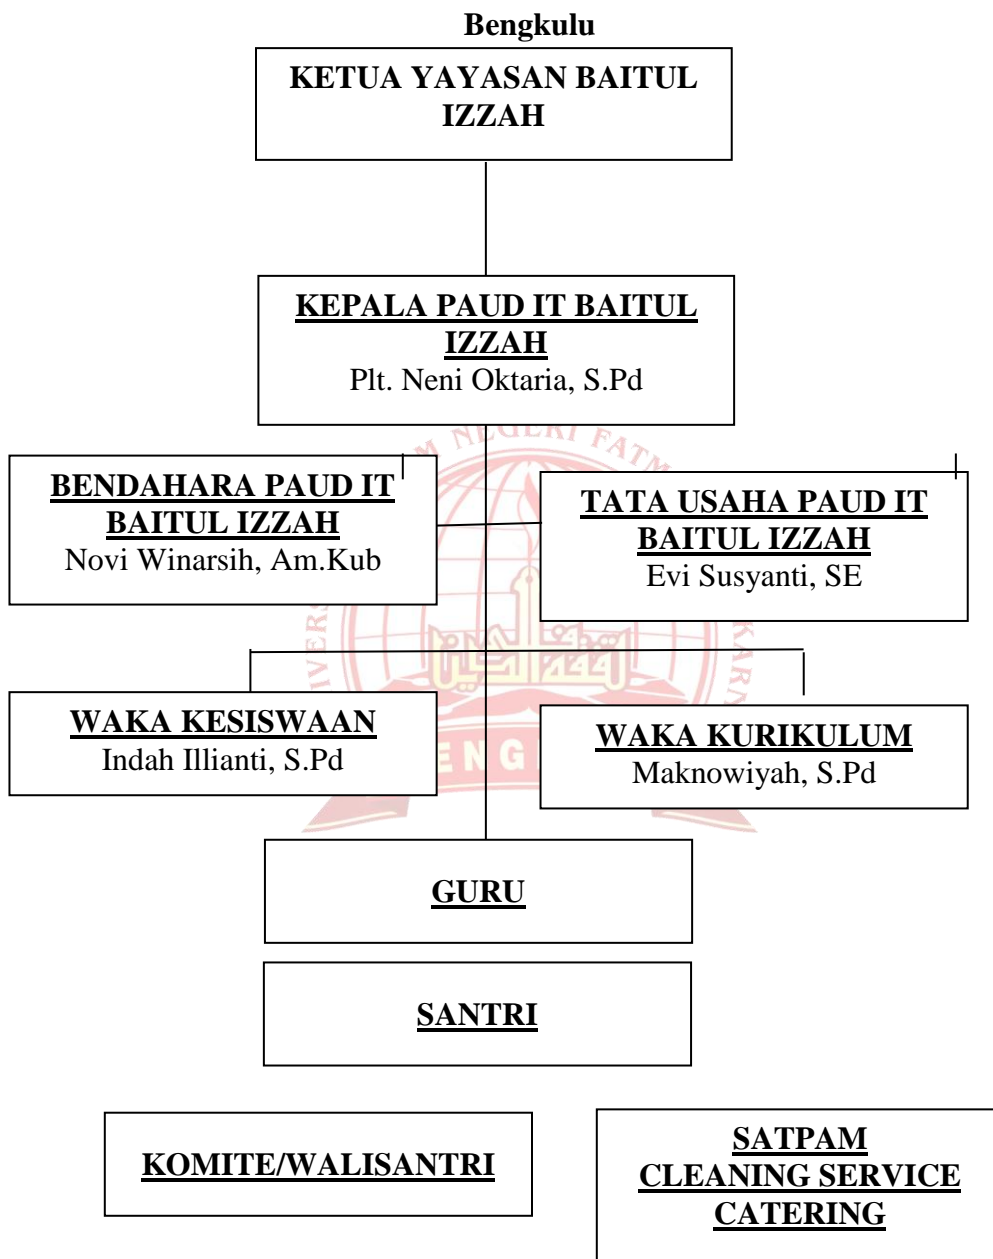 Bengkulu
KETUA YAYASAN BAITUL
IZZAH
KEPALA PAUD IT BAITUL
IZZAH
Plt. Neni Oktaria, S.Pd
BENDAHARA PAUD IT
BAITUL IZZAH
Novi Winarsih, Am.Kub
TATA USAHA PAUD IT
BAITUL IZZAH
Evi Susyanti, SE
WAKA KESISWAAN
Indah Illianti, S.Pd
WAKA KURIKULUM
Maknowiyah, S.Pd
GURU
SANTRI
KOMITE/WALISANTRI
SATPAM
CLEANING SERVICE
CATERING